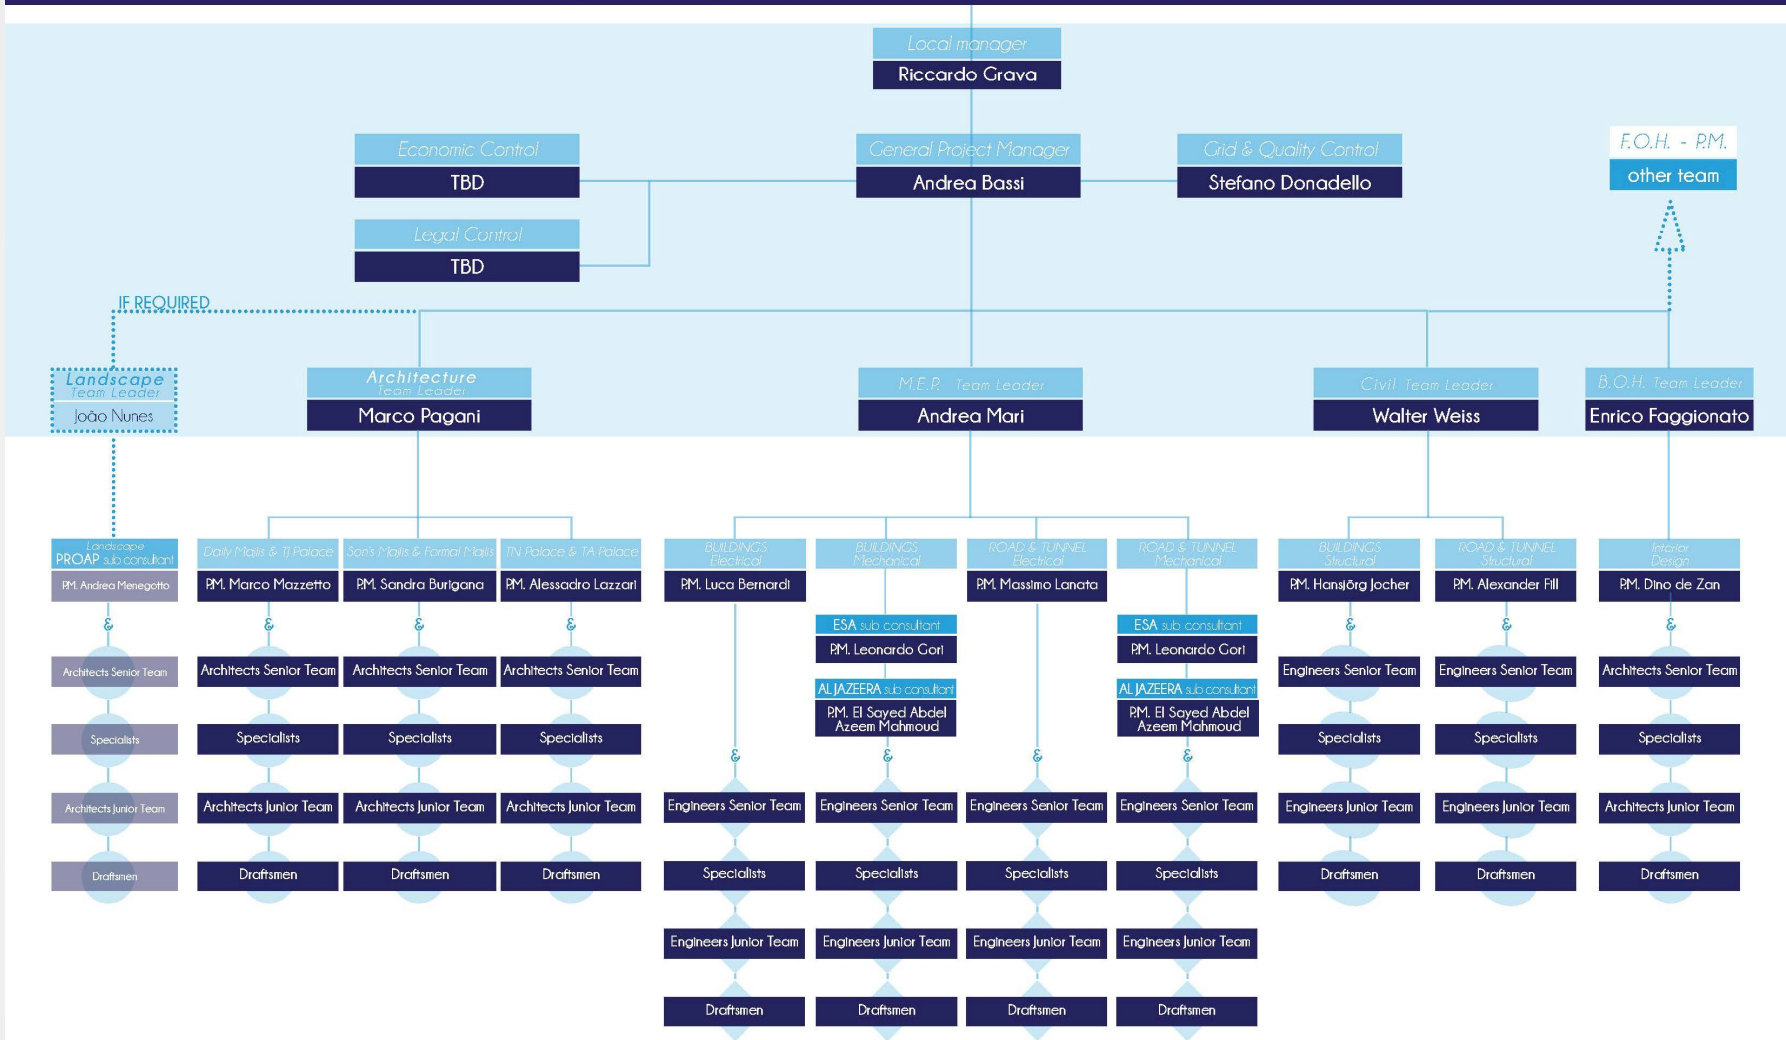 Local manager
Riccardo Grava
Economic Control
TBD
General Project Manager
Andrea Bassi
Grid & Quality Control
Stefano Donadello
F.O.H. - P.M.
other team
Legal Control
TBD
IF REQUIRED
Landscape
Team Leader
João Nunes
Architecture
Team Leader
Marco Pagani
M.E.P. Team Leader
Andrea Mari
Civil Team Leader
Walter Weiss
B.O.H. Team Leader
Enrico Faggionato
Landscape
PROAP sub consultant
P.M. Andrea Menegotto
&
Architects Senior Team
Specialists
Architects Junior Team
Draftsmen
Daily Majlis & TJ Palace
P.M. Marco Mazzetto
&
Architects Senior Team
Specialists
Architects Junior Team
Draftsmen
Son's Majlis & Formal Majlis
P.M. Sandra Burigana
&
Architects Senior Team
Specialists
Architects Junior Team
Draftsmen
TN Palace & TA Palace
P.M. Alessadro Lazzari
&
Architects Senior Team
Specialists
Architects Junior Team
Draftsmen
BUILDINGS
Electrical
P.M. Luca Bernardi
&
Engineers Senior Team
Specialists
Engineers Junior Team
Draftsmen
BUILDINGS
Mechanical
ESA sub consultant
P.M. Leonardo Gori
AL JAZEERA sub consultant
P.M. El Sayed Abdel
Azeem Mahmoud
&
Engineers Senior Team
Specialists
Engineers Junior Team
Draftsmen
ROAD & TUNNEL
Electrical
P.M. Massimo Lanata
&
Engineers Senior Team
Specialists
Engineers Junior Team
Draftsmen
ROAD & TUNNEL
Mechanical
ESA sub consultant
P.M. Leonardo Gori
AL JAZEERA sub consultant
P.M. El Sayed Abdel
Azeem Mahmoud
&
Engineers Senior Team
Specialists
Engineers Junior Team
Draftsmen
BUILDINGS
Structural
P.M. Hansjörg Jocher
&
Engineers Senior Team
Specialists
Engineers Junior Team
Draftsmen
ROAD & TUNNEL
Structural
P.M. Alexander Fill
&
Engineers Senior Team
Specialists
Engineers Junior Team
Draftsmen
Interior
Design
P.M. Dino de Zan
&
Architects Senior Team
Specialists
Architects Junior Team
Draftsmen